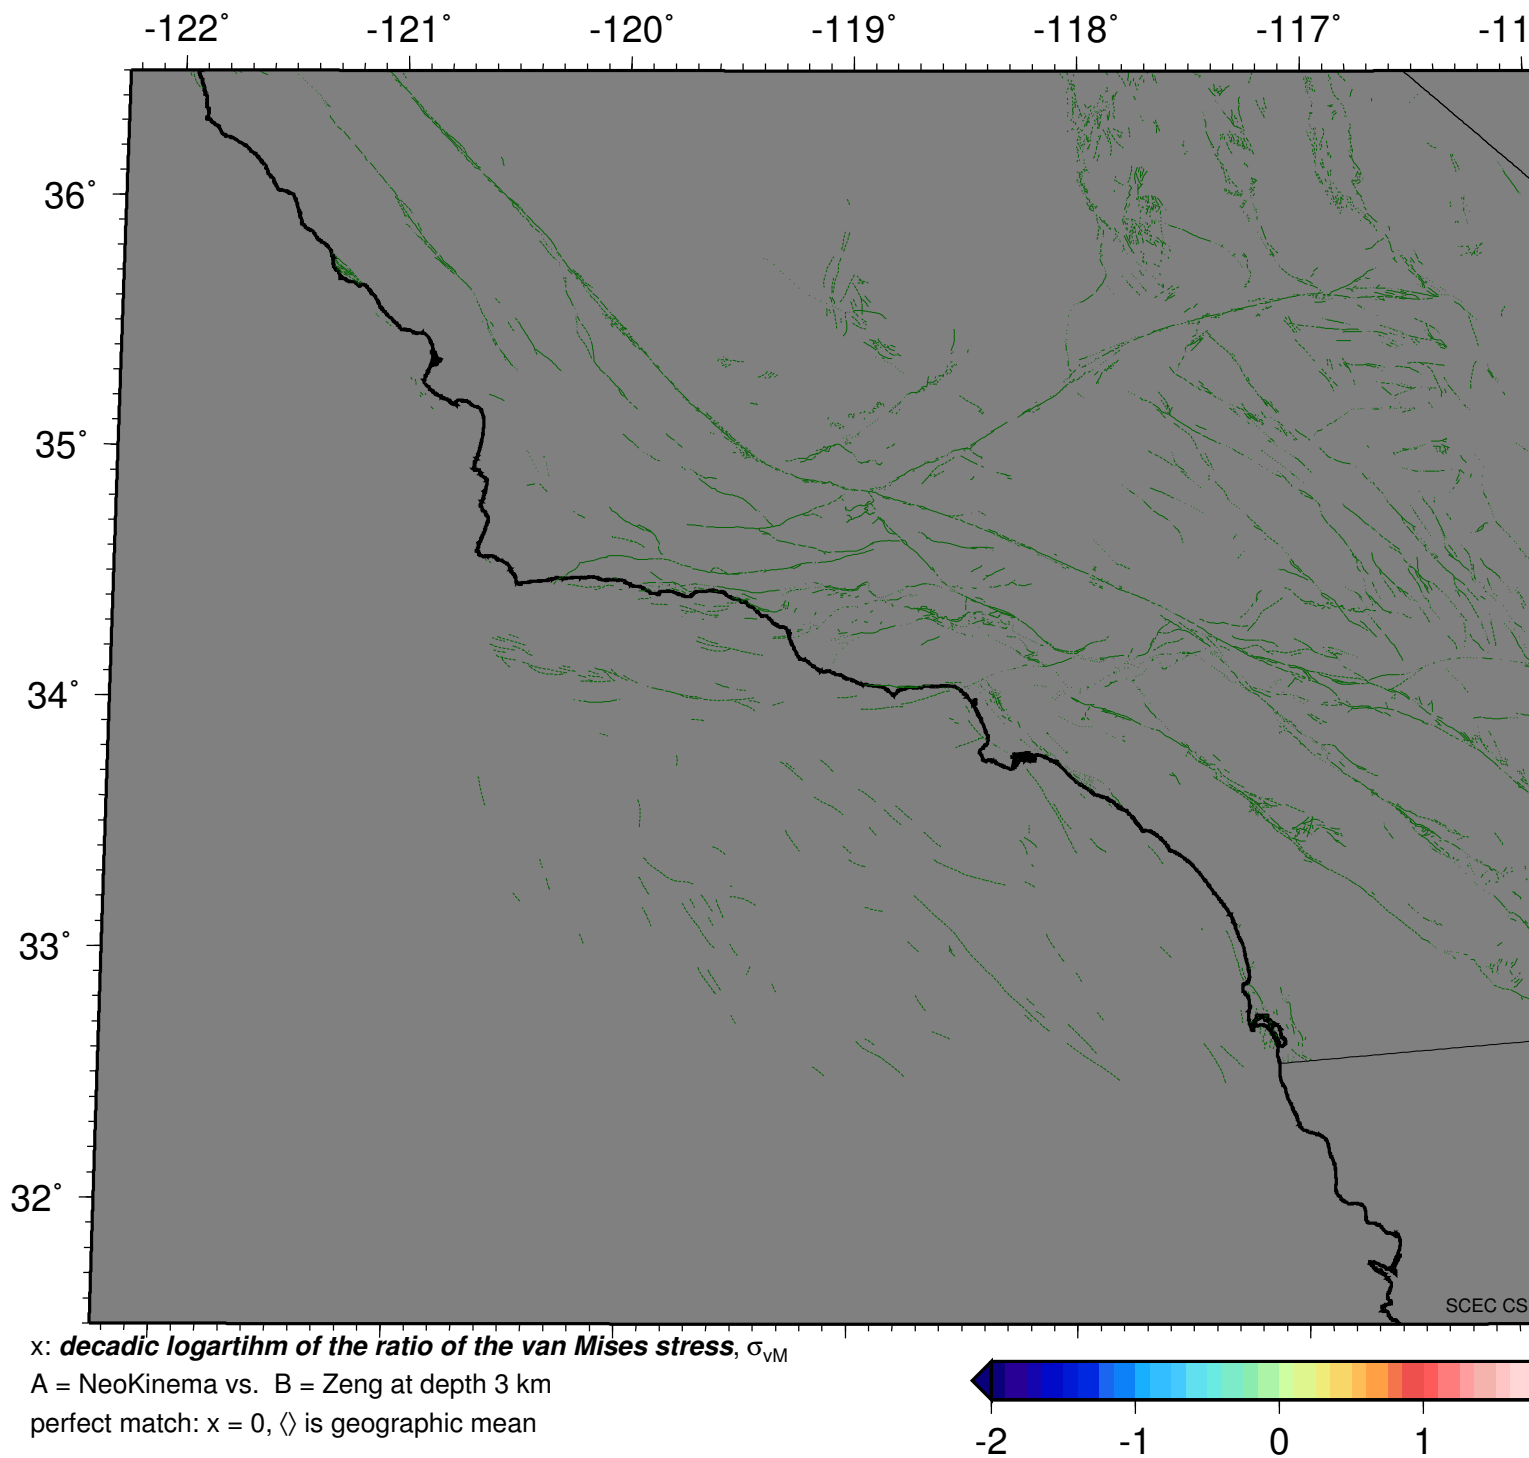 -122° -121° -120° -119° -118° -117° -11
36°
35°
34°
33°
32°
SCEC CS
x: decadic logartihm of the ratio of the van Mises stress, σvM
A = NeoKinema vs. B = Zeng at depth 3 km
perfect match: x = 0, ⟨⟩ is geographic mean
-2 -1 0 1